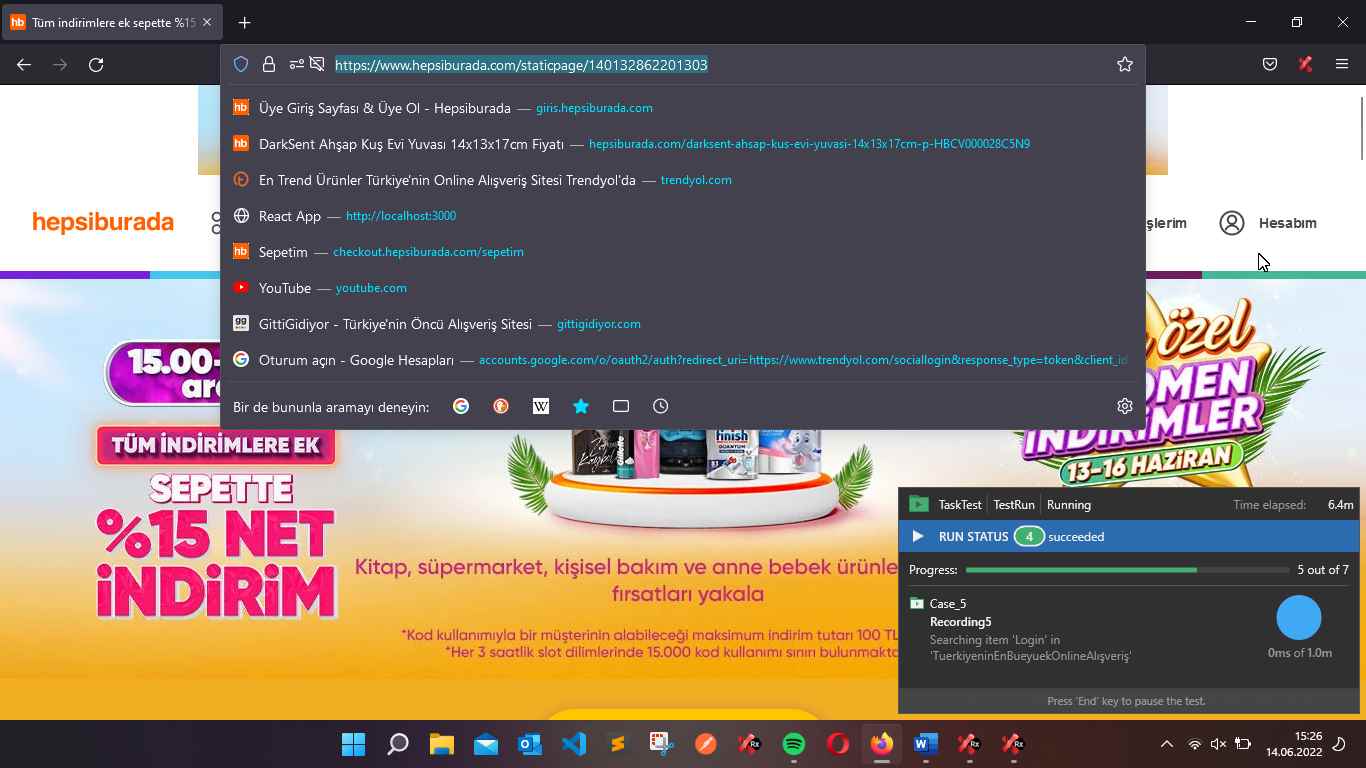 Tüm indirimlere ek sepette %15
https://www.hepsiburada.com/staticpage/140132862201303
Üye Giriş Sayfası & Üye Ol - Hepsiburada — giris.hepsiburada.com
DarkSent Ahşap Kuş Evi Yuvası 14x13x17cm Fiyatı — hepsiburada.com/darksent-ahsap-kus-evi-yuvasi-14x13x17cm-p-HBCV000028C5N9
En Trend Ürünler Türkiye'nin Online Alışveriş Sitesi Trendyol'da — trendyol.com
React App — http://localhost:3000
Sepetim — checkout.hepsiburada.com/sepetim
YouTube — youtube.com
GittiGidiyor - Türkiye'nin Öncü Alışveriş Sitesi — gittigidiyor.com
Oturum açın - Google Hesapları — accounts.google.com/o/oauth2/auth?redirect_uri=https://www.trendyol.com/sociallogin&response_type=token&client_id
Bir de bununla aramayı deneyin:
hepsiburada
şlerim
Hesabım
15.00-
ara
TÜM İNDİRİMLERE EK
SEPETTE
%15 NET
İNDİRİM
finish
QUANTUM
Gillette
özel
OMEN
İNDİRİMLER
13-16 HAZİRAN
Kitap, süpermarket, kişisel bakım ve anne bebek ürünle
fırsatları yakala
*Kod kullanımıyla bir müşterinin alabileceği maksimum indirim tutarı 100 TL
*Her 3 saatlik slot dilimlerinde 15.000 kod kullanımı sınırı bulunmakta
TaskTest TestRun Running Time elapsed: 6.4m
RUN STATUS 4 succeeded
Progress: 5 out of 7
Case_5
Recording5
Searching item 'Login' in
'TuerkiyeninEnBueyuekOnlineAlışveriş'
0ms of 1.0m
Press 'End' key to pause the test.
15:26
14.06.2022